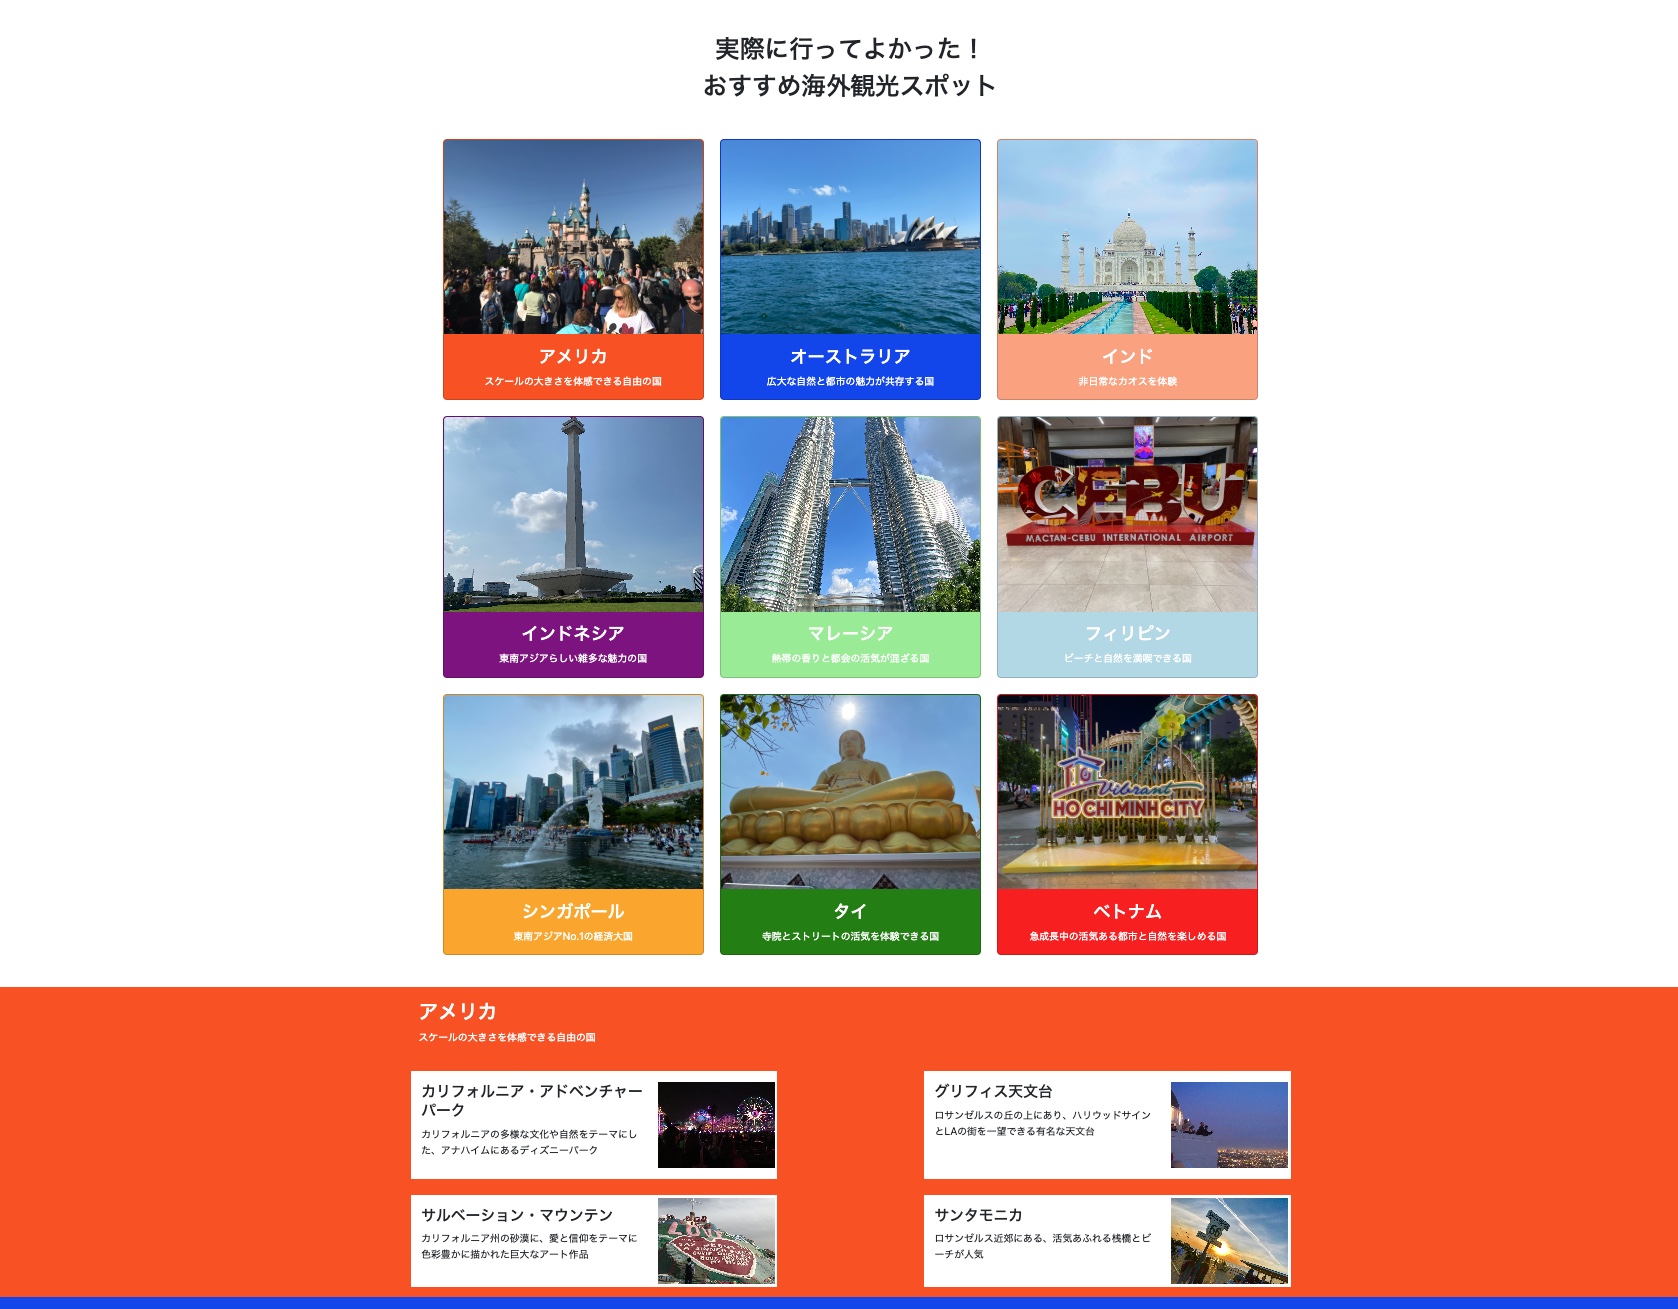 実際に行ってよかった！
おすすめ海外観光スポット
アメリカ
スケールの大きさを体感できる自由の国
オーストラリア
広大な自然と都市の魅力が共存する国
インド
非日常なカオスを体験
CEBU
MACTAN-CEBU INTERNATIONAL AIRPORT
インドネシア
東南アジアらしい雑多な魅力の国
マレーシア
熱帯の香りと都会の活気が混ざる国
フィリピン
ビーチと自然を満喫できる国
Vibrant
HO CHI MINH CITY
シンガポール
東南アジアNo.1の経済大国
タイ
寺院とストリートの活気を体験できる国
ベトナム
急成長中の活気ある都市と自然を楽しめる国
アメリカ
スケールの大きさを体感できる自由の国
カリフォルニア・アドベンチャー
パーク
カリフォルニアの多様な文化や自然をテーマにし
た、アナハイムにあるディズニーパーク
グリフィス天文台
ロサンゼルスの丘の上にあり、ハリウッドサイン
とLAの街を一望できる有名な天文台
サルベーション・マウンテン
カリフォルニア州の砂漠に、愛と信仰をテーマに
色彩豊かに描かれた巨大なアート作品
サンタモニカ
ロサンゼルス近郊にある、活気あふれる桟橋とビ
ーチが人気